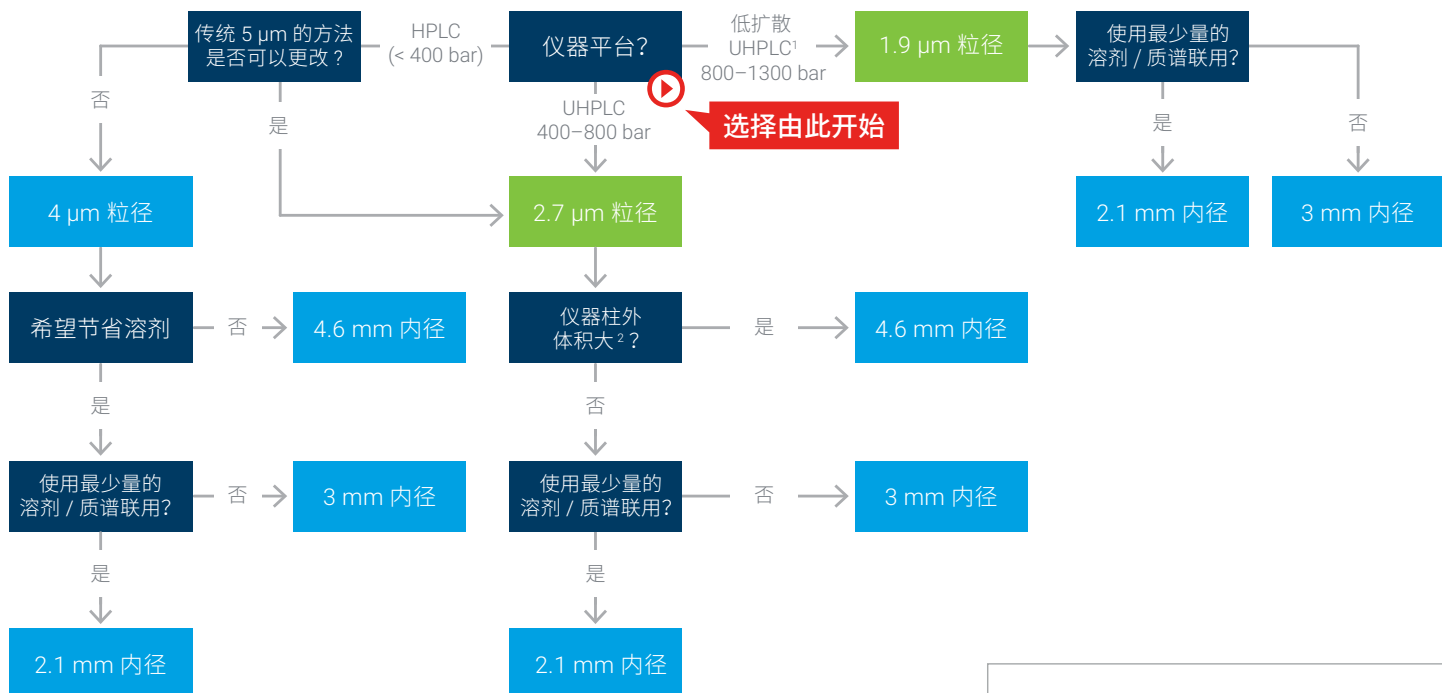 传统 5 µm 的方法
是否可以更改？
HPLC
(< 400 bar)
仪器平台？
低扩散
UHPLC¹
800–1300 bar
1.9 µm 粒径
使用最少量的
溶剂 / 质谱联用？
否
是
UHPLC
400–800 bar
选择由此开始
是
否
4 µm 粒径
2.7 µm 粒径
2.1 mm 内径
3 mm 内径
希望节省溶剂
否
4.6 mm 内径
仪器柱外
体积大²？
是
4.6 mm 内径
是
否
使用最少量的
溶剂 / 质谱联用？
否
3 mm 内径
使用最少量的
溶剂 / 质谱联用？
否
3 mm 内径
是
是
2.1 mm 内径
2.1 mm 内径